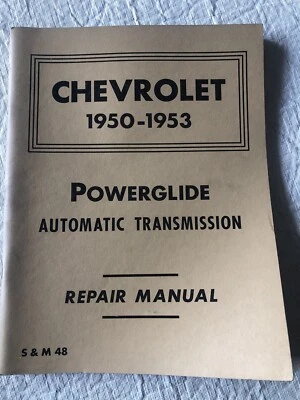 CHEVROLET
1950-1953
POWERGLIDE
AUTOMATIC TRANSMISSION
REPAIR MANUAL
S & M 48